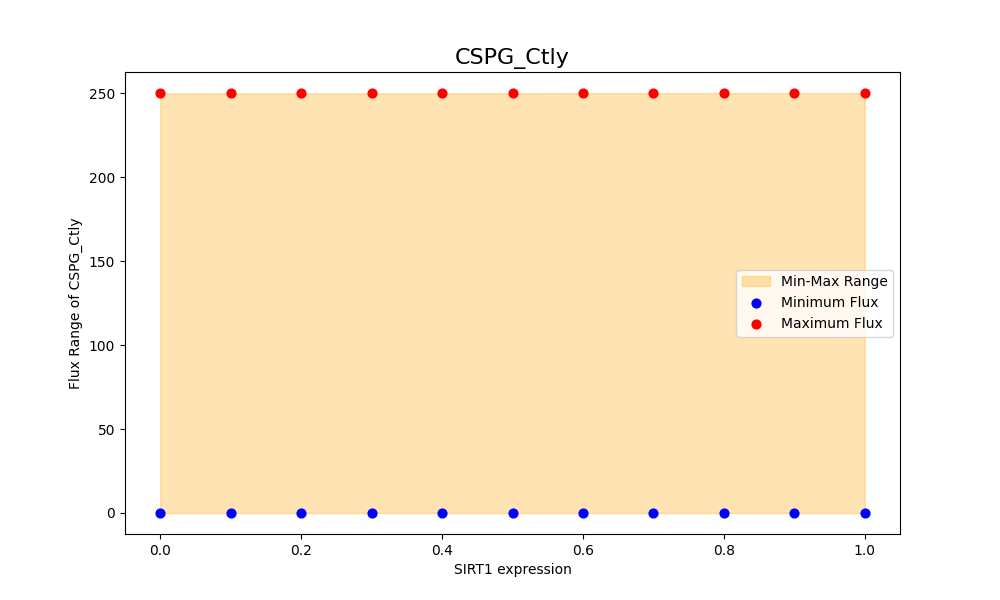 CSPG_Ctly
Flux Range of CSPG_Ctly
250
200
150
100
50
0
Min-Max Range
Minimum Flux
Maximum Flux
0.0 0.2 0.4 0.6 0.8 1.0
SIRT1 expression